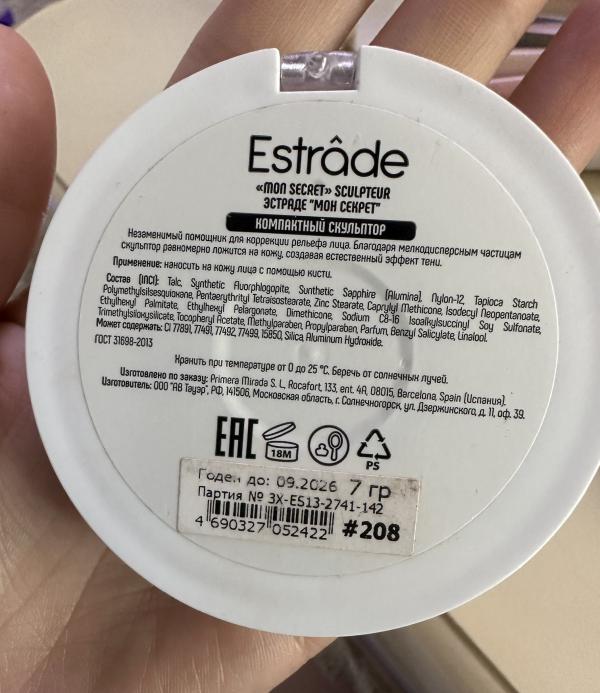 Estrâde
«MON SECRET» SCULPTEUR
ЭСТРАДЕ "МОН СЕКРЕТ"
КОМПАКТНЫЙ СКУЛЬПТОР
Незаменимый помощник для коррекции рельефа лица. Благодаря мелкодисперсным частицам
скульптор равномерно ложится на кожу, создавая естественный эффект тени.
Применение: наносить на кожу лица с помощью кисти.
Состав (INCI): Talc, Synthetic Fluorphlogopite, Synthetic Sapphire (Alumina), Nylon-12, Tapioca Starch
Polymethylsilsesquioxane, Pentaerythrityl Tetraisostearate, Zinc Stearate, Caprylyl Methicone, Isodecyl Neopentanoate,
Ethylhexyl Palmitate, Ethylhexyl Pelargonate, Dimethicone, Sodium C8-16 Isoalkylsuccinyl Soy Sulfonate,
Trimethylsiloxysilicate, Tocopheryl Acetate, Methylparaben, Propylparaben, Parfum, Benzyl Salicylate, Linalool.
Может содержать: CI 77891, 77491, 77492, 77499, 15850, Silica, Aluminum Hydroxide.
ГОСТ 31698-2013
Хранить при температуре от 0 до 25 °C. Беречь от солнечных лучей.
Изготовлено по заказу: Primera Mirada S. L, Rocafort, 133, ent. 4A, 08015, Barcelona, Spain (Испания).
Изготовитель: ООО "АВ Тауэр", РФ, 141506, Московская область, г. Солнечногорск, ул. Дзержинского, д. 11, оф. 39.
EAC 18M PS
Годен до: 09.2026 7 гр
Партия № 3X-ES13-2741-142
4 690327 052422 #208